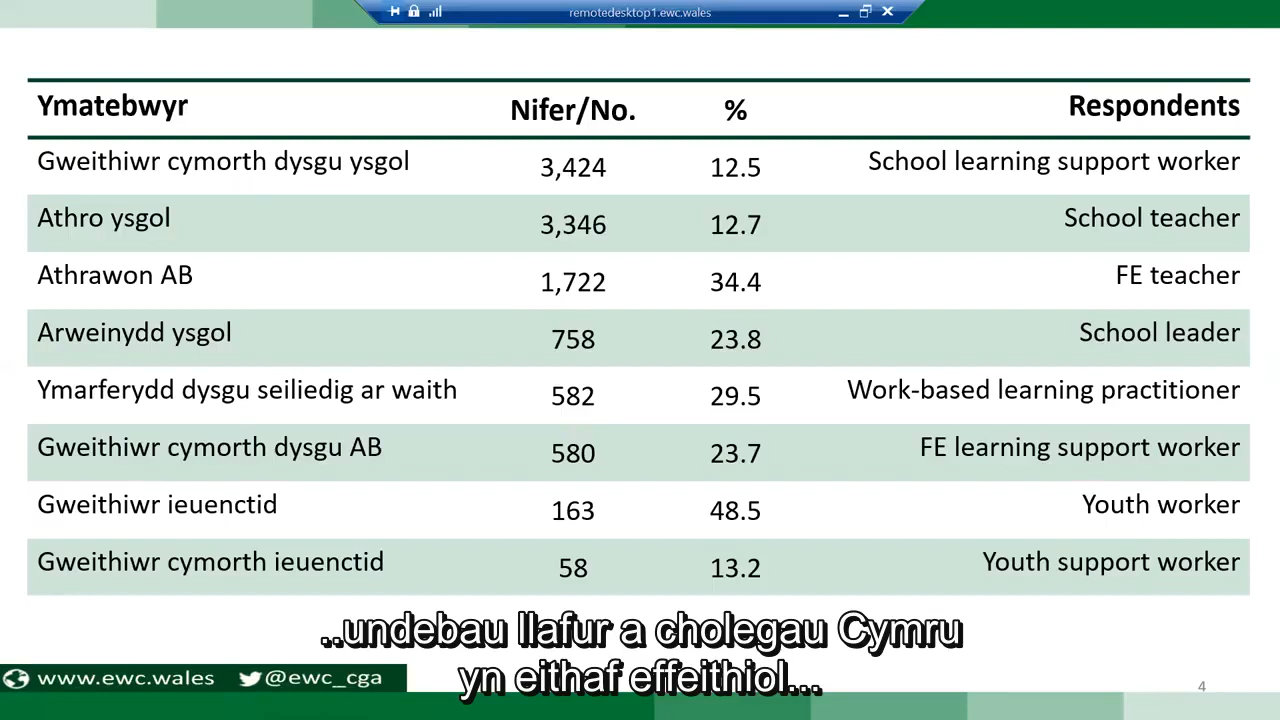 remotedesktop1.ewc.wales
Ymatebwyr Nifer/No. % Respondents
Gweithiwr cymorth dysgu ysgol 3,424 12.5 School learning support worker
Athro ysgol 3,346 12.7 School teacher
Athrawon AB 1,722 34.4 FE teacher
Arweinydd ysgol 758 23.8 School leader
Ymarferydd dysgu seiliedig ar waith 582 29.5 Work-based learning practitioner
Gweithiwr cymorth dysgu AB 580 23.7 FE learning support worker
Gweithiwr ieuenctid 163 48.5 Youth worker
Gweithiwr cymorth ieuenctid 58 13.2 Youth support worker
..undebau llafur a cholegau Cymru
yn eithaf effeithiol...
www.ewc.wales @ewc_cga
4